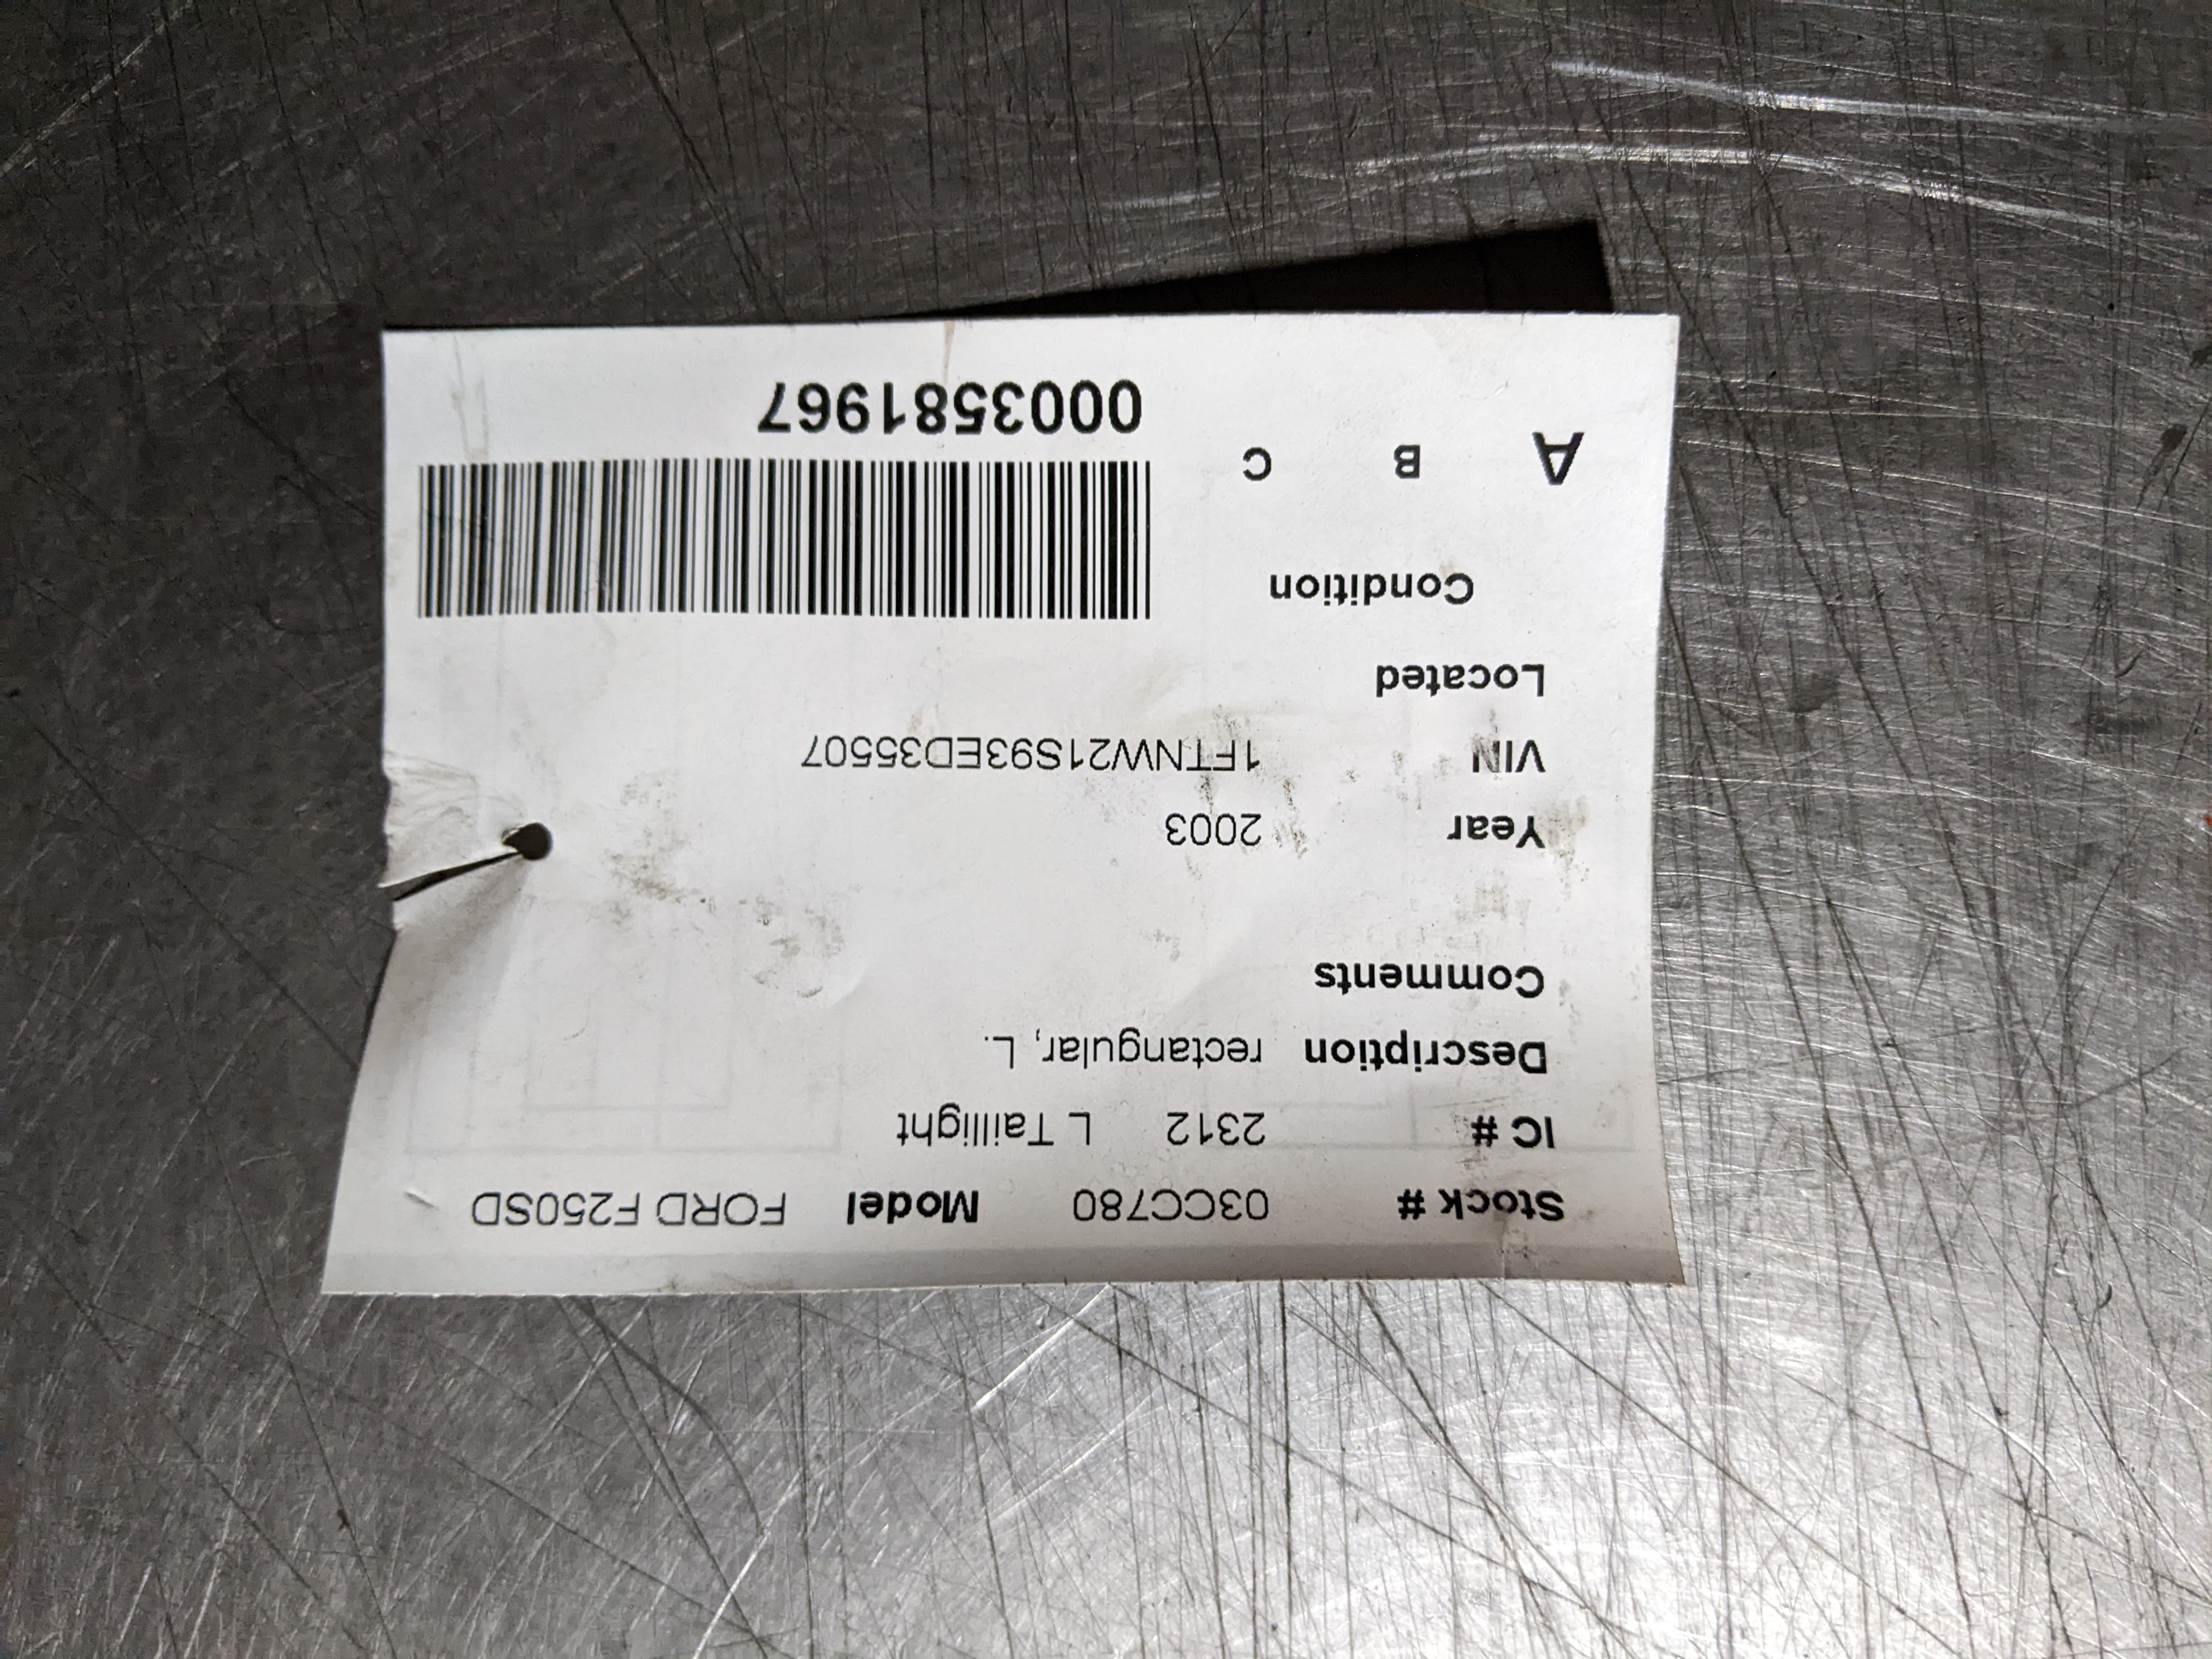 Stock # 03CC780 Model FORD F250SD
IC # 2312 L Taillight
Description rectangular, L.
Comments
Year 2003
VIN 1FTNW21S93ED35507
Located
Condition
A B C
0003581967